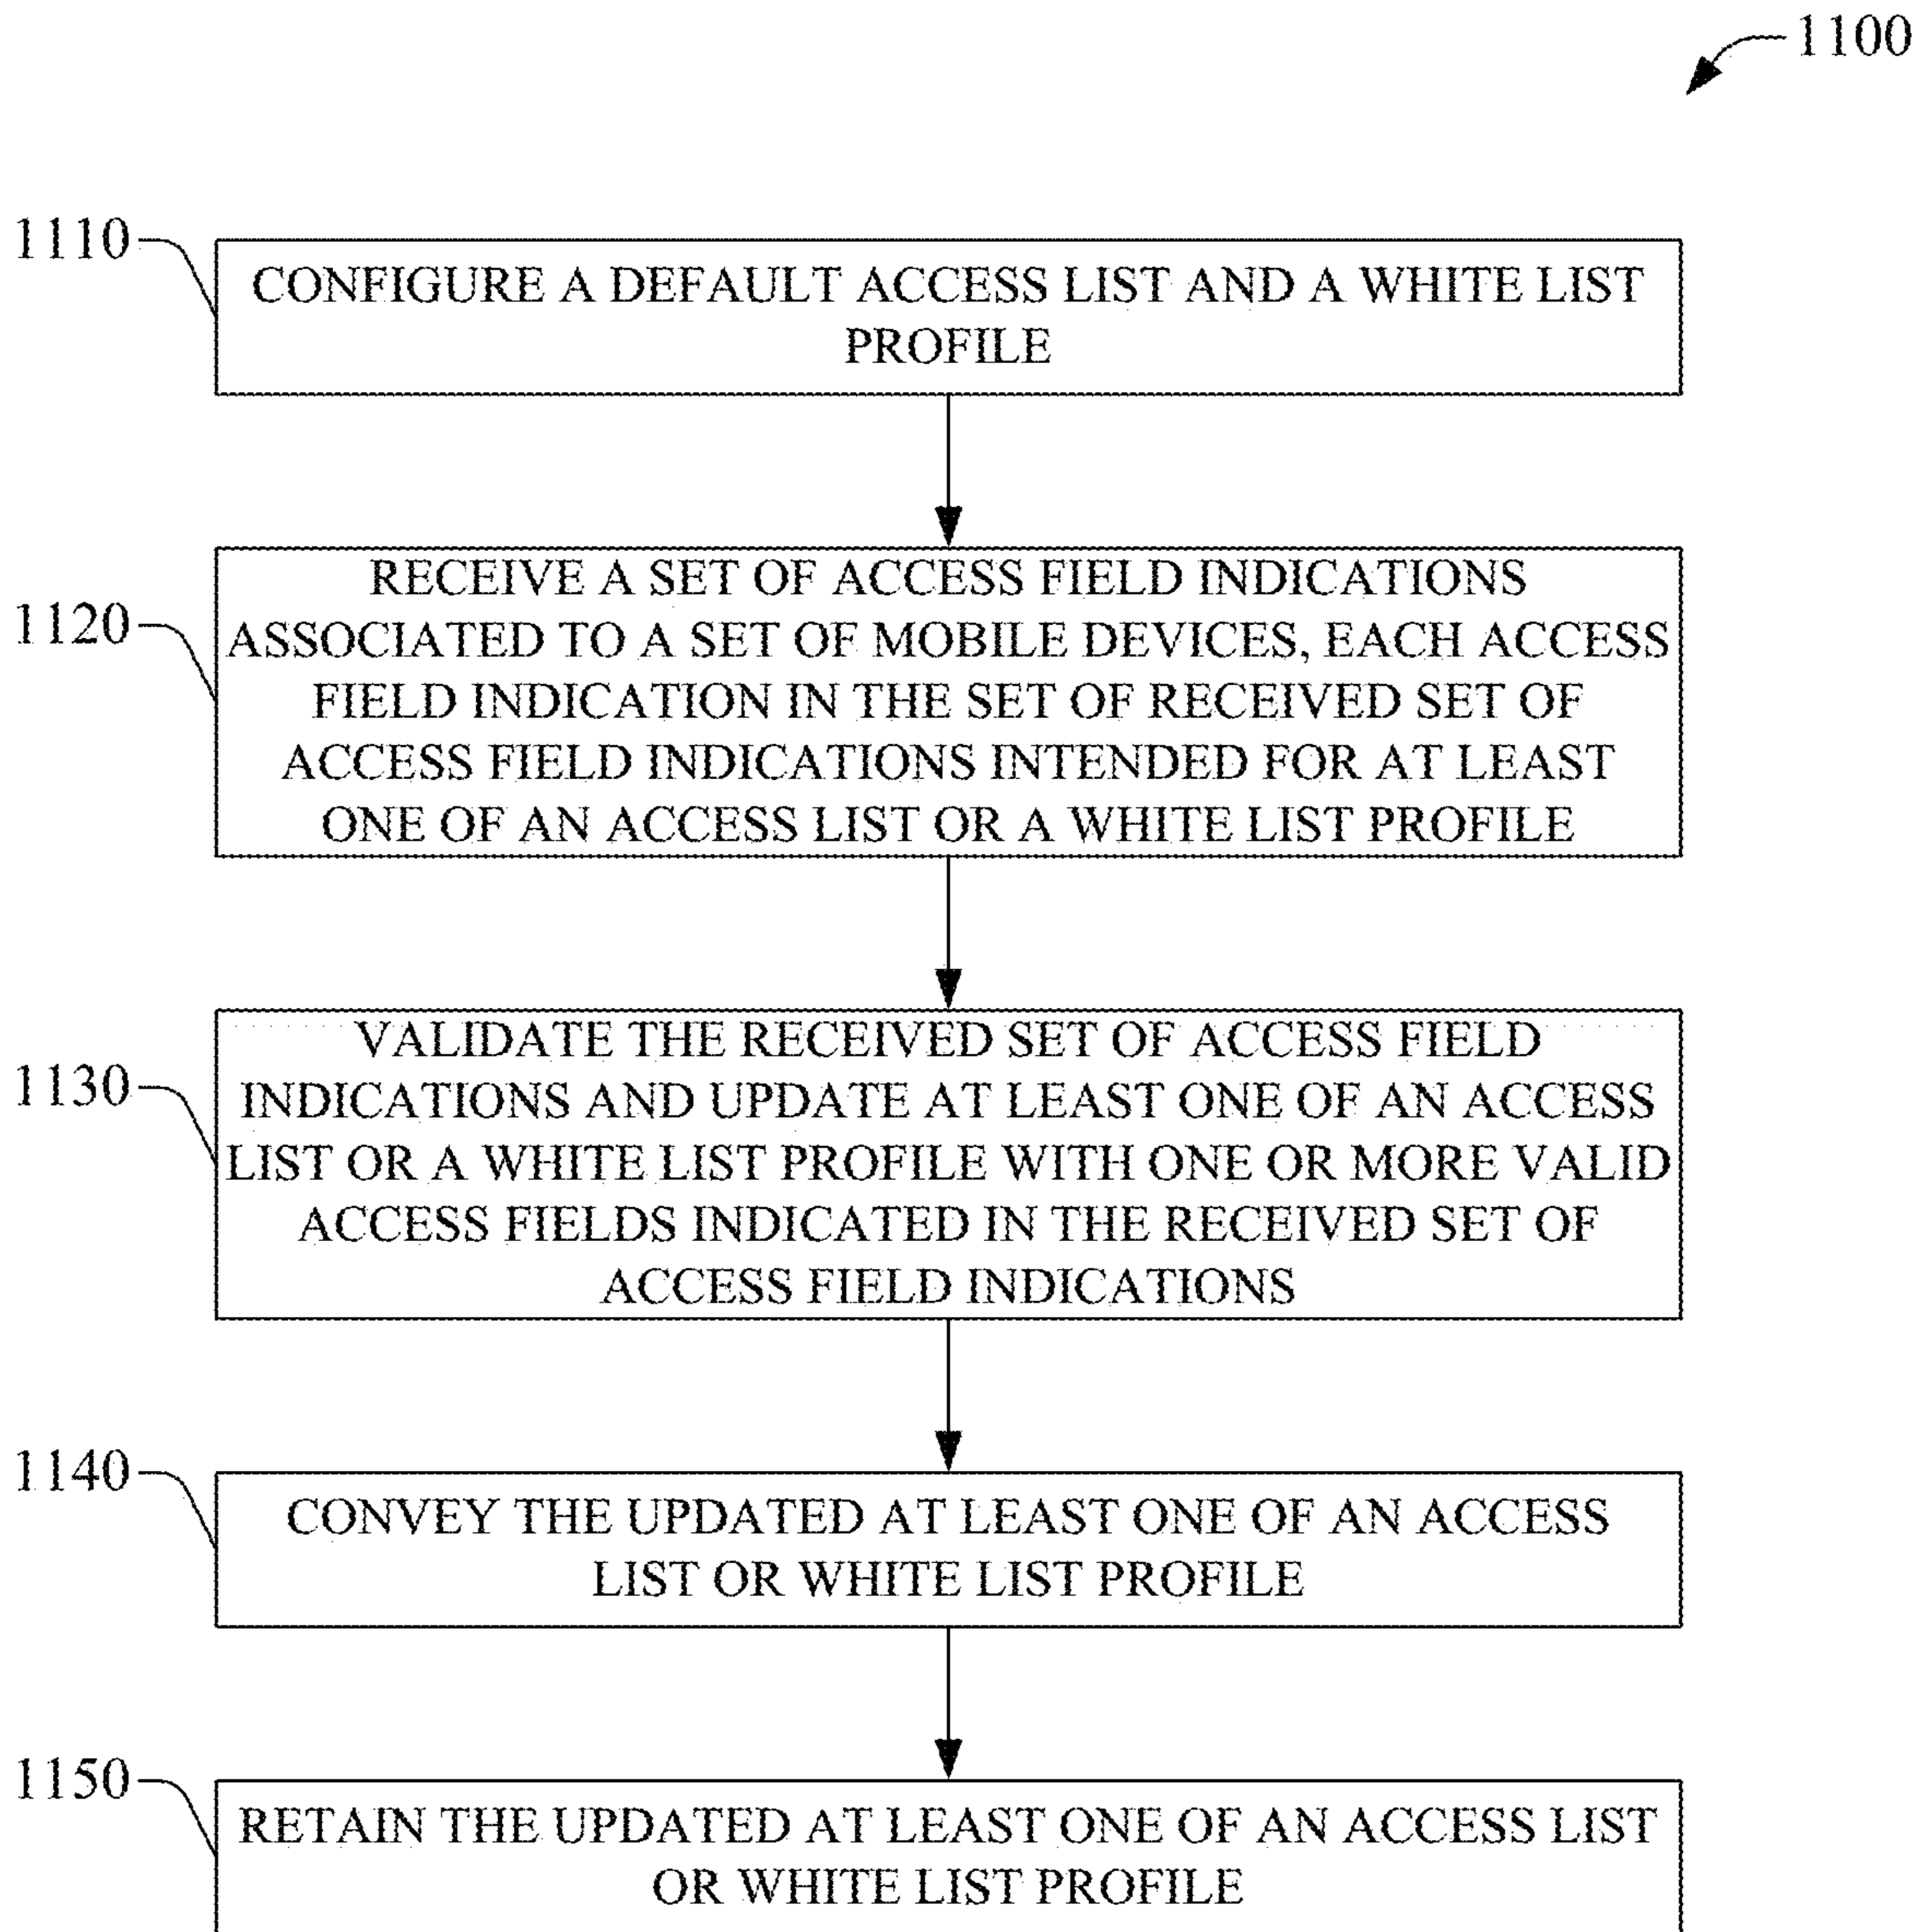 1100
1110
CONFIGURE A DEFAULT ACCESS LIST AND A WHITE LIST
PROFILE
1120
RECEIVE A SET OF ACCESS FIELD INDICATIONS
ASSOCIATED TO A SET OF MOBILE DEVICES, EACH ACCESS
FIELD INDICATION IN THE SET OF RECEIVED SET OF
ACCESS FIELD INDICATIONS INTENDED FOR AT LEAST
ONE OF AN ACCESS LIST OR A WHITE LIST PROFILE
1130
VALIDATE THE RECEIVED SET OF ACCESS FIELD
INDICATIONS AND UPDATE AT LEAST ONE OF AN ACCESS
LIST OR A WHITE LIST PROFILE WITH ONE OR MORE VALID
ACCESS FIELDS INDICATED IN THE RECEIVED SET OF
ACCESS FIELD INDICATIONS
1140
CONVEY THE UPDATED AT LEAST ONE OF AN ACCESS
LIST OR WHITE LIST PROFILE
1150
RETAIN THE UPDATED AT LEAST ONE OF AN ACCESS LIST
OR WHITE LIST PROFILE